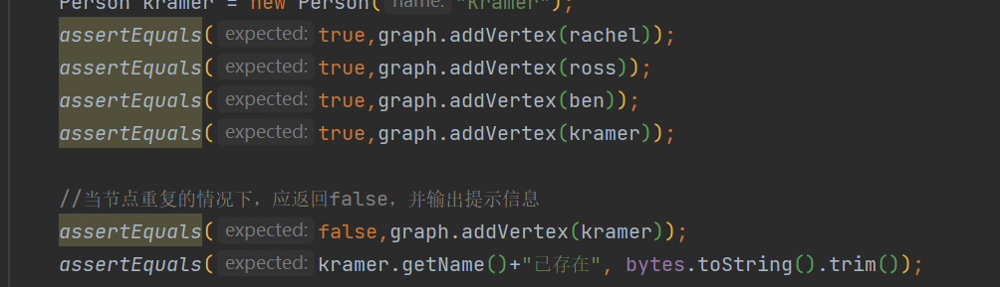 Person kramer = new Person( name: "Kramer");
assertEquals( expected: true,graph.addVertex(rachel));
assertEquals( expected: true,graph.addVertex(ross));
assertEquals( expected: true,graph.addVertex(ben));
assertEquals( expected: true,graph.addVertex(kramer));
//当节点重复的情况下，应返回false，并输出提示信息
assertEquals( expected: false,graph.addVertex(kramer));
assertEquals( expected: kramer.getName()+"已存在", bytes.toString().trim());